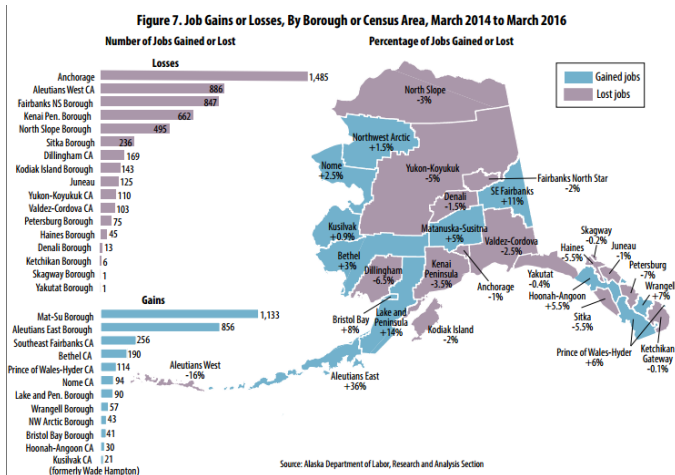 Figure 7. Job Gains or Losses, By Borough or Census Area, March 2014 to March 2016
Number of Jobs Gained or Lost
Losses
Anchorage 1,485
Aleutians West CA 886
Fairbanks NS Borough 847
Kenai Pen. Borough 662
North Slope Borough 495
Sitka Borough 236
Dillingham CA 169
Kodiak Island Borough 143
Juneau 125
Yukon-Koyukuk CA 110
Valdez-Cordova CA 103
Petersburg Borough 75
Haines Borough 45
Denali Borough 13
Ketchikan Borough 6
Skagway Borough 1
Yakutat Borough 1
Gains
Mat-Su Borough 1,133
Aleutians East Borough 856
Southeast Fairbanks CA 256
Bethel CA 190
Prince of Wales-Hyder CA 114
Nome CA 94
Lake and Pen. Borough 90
Wrangell Borough 57
NW Arctic Borough 43
Bristol Bay Borough 41
Hoonah-Angoon CA 30
Kusilvak CA 21
(formerly Wade Hampton)
Percentage of Jobs Gained or Lost
Gained jobs
Lost jobs
North Slope
-3%
Northwest Arctic
+1.5%
Nome
+2.5%
Yukon-Koyukuk
-5%
Fairbanks North Star
-2%
Denali
-1.5%
SE Fairbanks
+11%
Kusilvak
+0.9%
Matanuska-Susitna
+5%
Bethel
+3%
Valdez-Cordova
-2.5%
Dillingham
-6.5%
Kenai
Peninsula
-3.5%
Anchorage
-1%
Bristol Bay
+8%
Lake and
Peninsula
+14%
Kodiak Island
-2%
Aleutians West
-16%
Aleutians East
+36%
Skagway
-0.2%
Haines
-5.5%
Juneau
-1%
Yakutat
-0.4%
Petersburg
-7%
Hoonah-Angoon
+5.5%
Wrangel
+7%
Sitka
-5.5%
Prince of Wales-Hyder
+6%
Ketchikan
Gateway
-0.1%
Source: Alaska Department of Labor, Research and Analysis Section